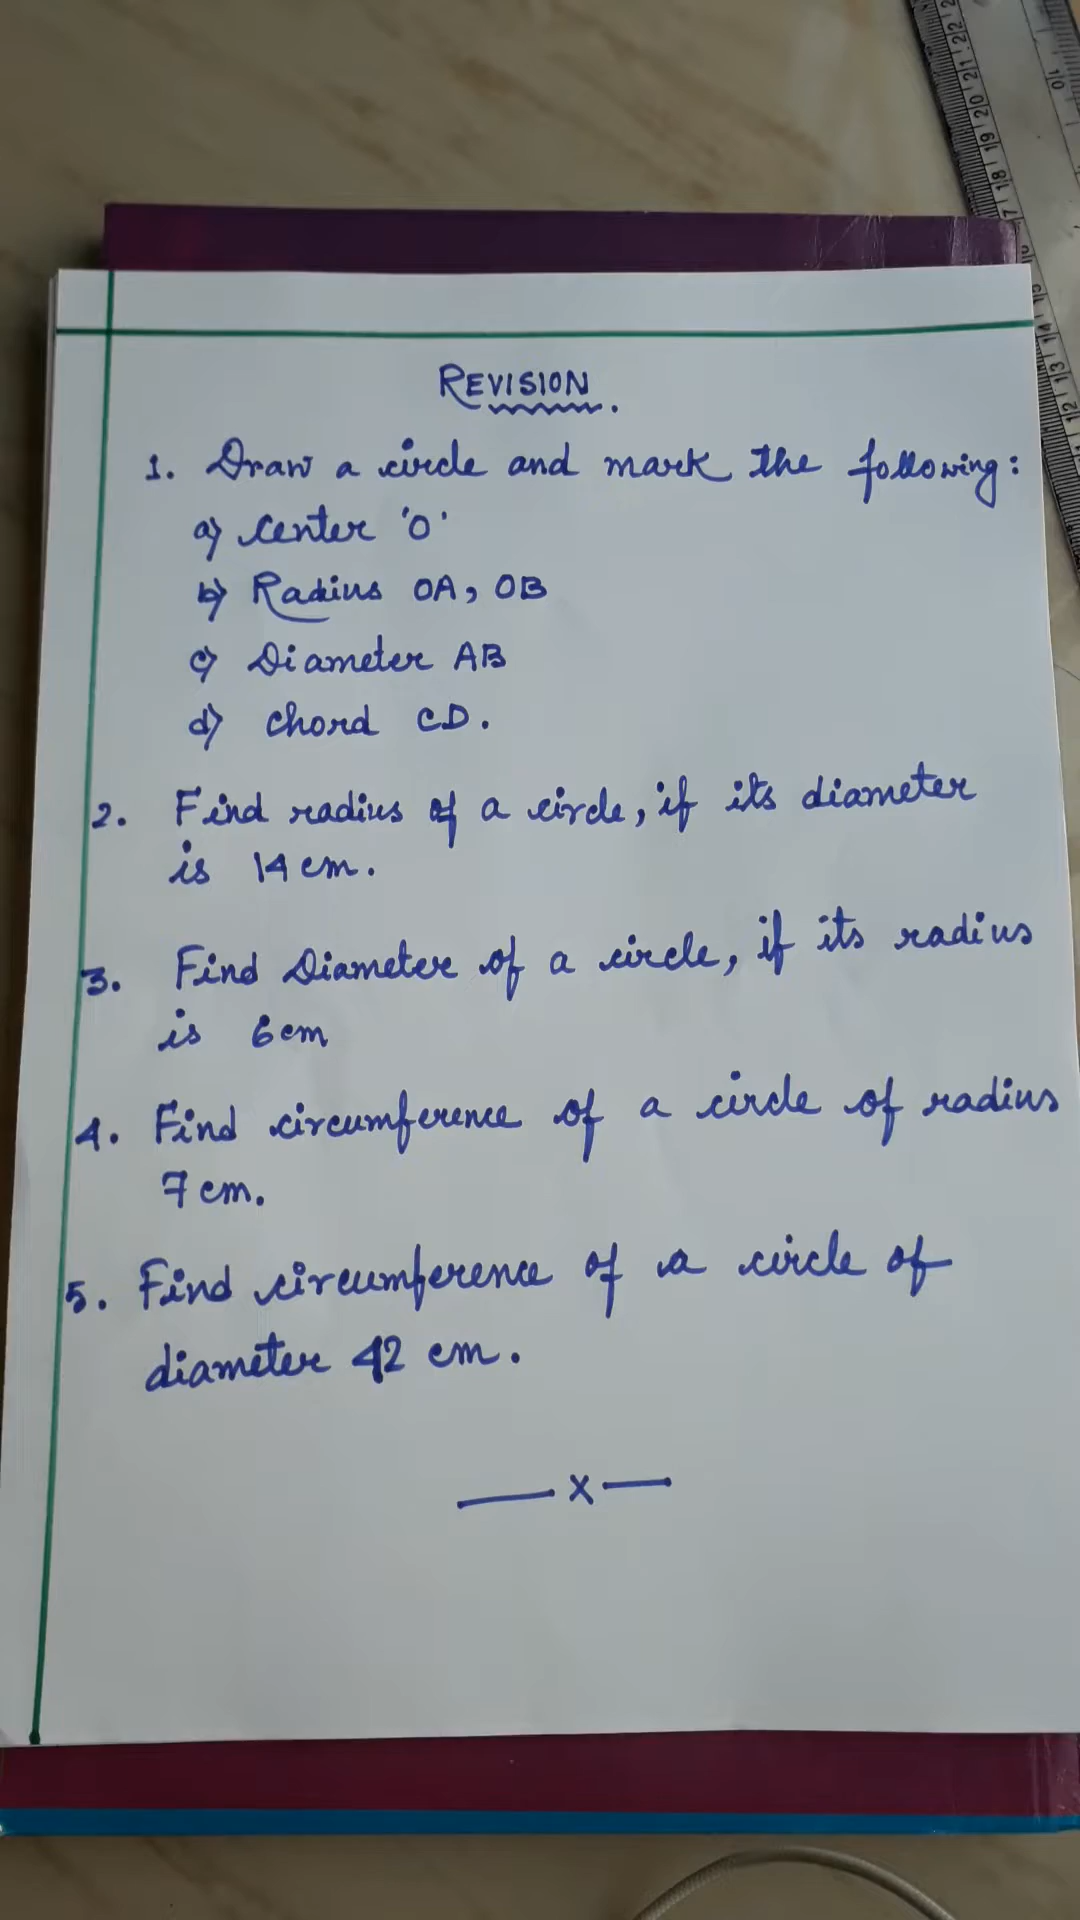 REVISION.
1. Draw a circle and mark the following:
a) Center 'O'
b) Radius OA, OB
c) Diameter AB
d) Chord CD.
2. Find radius of a circle, if its diameter
is 14 cm.
3. Find Diameter of a circle, if its radius
is 6cm
4. Find circumference of a circle of radius
7 cm.
5. Find circumference of a circle of
diameter 42 cm.
— x —